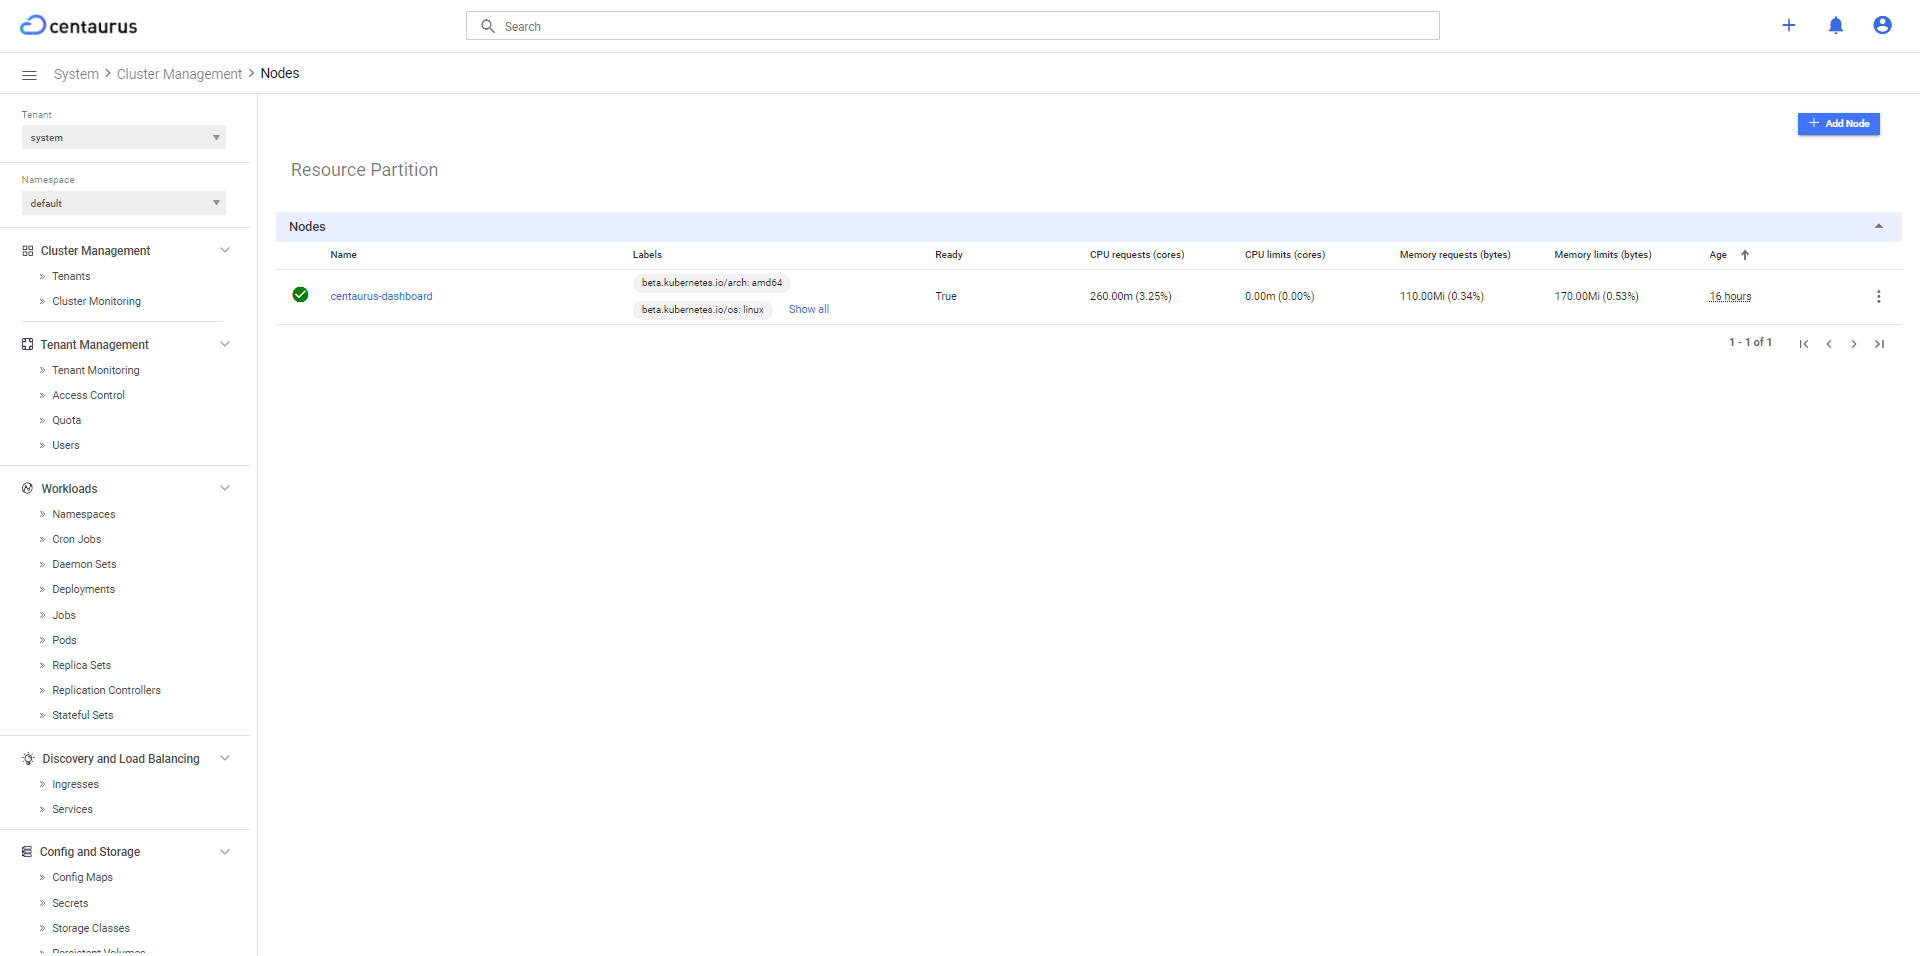 centaurus
Search
System > Cluster Management > Nodes
Tenant
system
Namespace
default
Cluster Management
» Tenants
» Cluster Monitoring
Tenant Management
» Tenant Monitoring
» Access Control
» Quota
» Users
Workloads
» Namespaces
» Cron Jobs
» Daemon Sets
» Deployments
» Jobs
» Pods
» Replica Sets
» Replication Controllers
» Stateful Sets
Discovery and Load Balancing
» Ingresses
» Services
Config and Storage
» Config Maps
» Secrets
» Storage Classes
» Persistent Volumes
+ Add Node
Resource Partition
Nodes
Name Labels Ready CPU requests (cores) CPU limits (cores) Memory requests (bytes) Memory limits (bytes) Age
beta.kubernetes.io/arch: amd64
centaurus-dashboard True 260.00m (3.25%) 0.00m (0.00%) 110.00Mi (0.34%) 170.00Mi (0.53%) 16 hours
beta.kubernetes.io/os: linux Show all
1 - 1 of 1